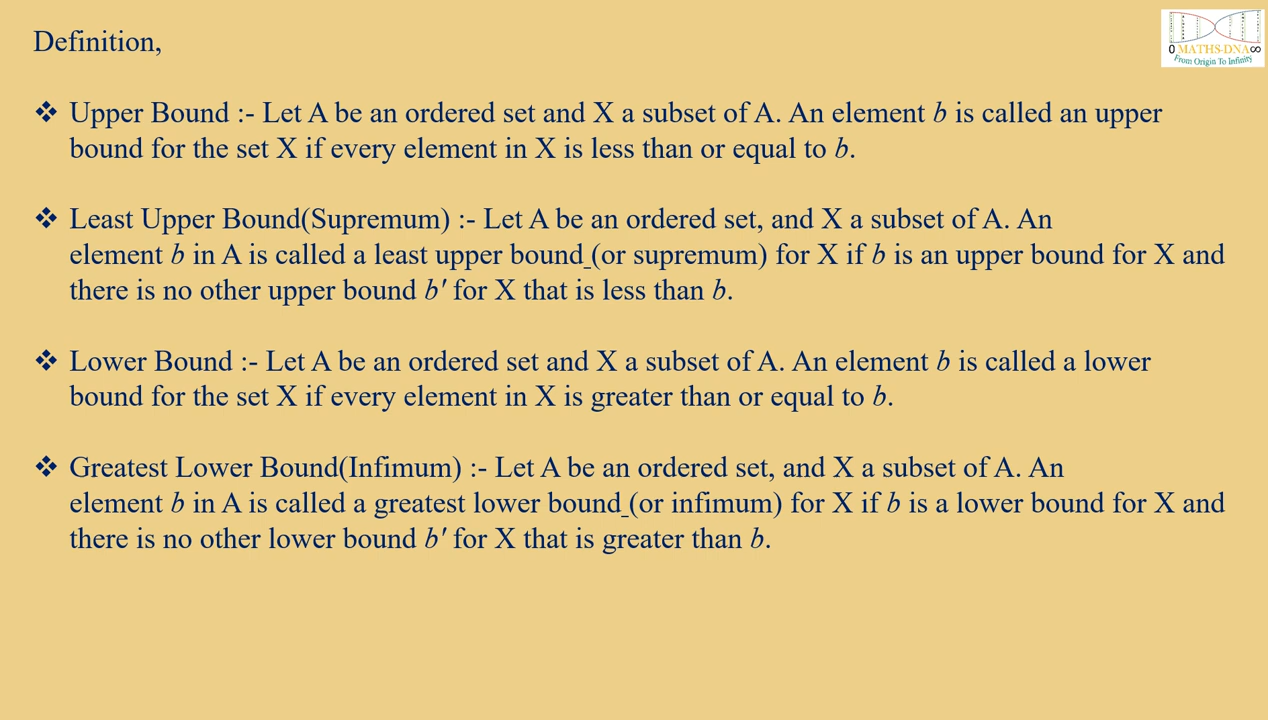 Definition,
0 MATHS-DNA∞
From Origin To Infinity
❖ Upper Bound :- Let A be an ordered set and X a subset of A. An element b is called an upper
bound for the set X if every element in X is less than or equal to b.
❖ Least Upper Bound(Supremum) :- Let A be an ordered set, and X a subset of A. An
element b in A is called a least upper bound (or supremum) for X if b is an upper bound for X and
there is no other upper bound b′ for X that is less than b.
❖ Lower Bound :- Let A be an ordered set and X a subset of A. An element b is called a lower
bound for the set X if every element in X is greater than or equal to b.
❖ Greatest Lower Bound(Infimum) :- Let A be an ordered set, and X a subset of A. An
element b in A is called a greatest lower bound (or infimum) for X if b is a lower bound for X and
there is no other lower bound b′ for X that is greater than b.